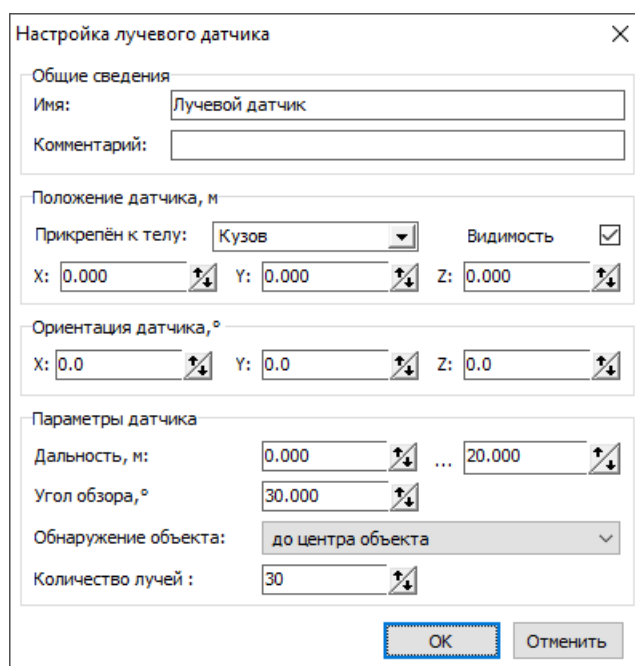 Настройка лучевого датчика
Общие сведения
Имя: Лучевой датчик
Комментарий:
Положение датчика, м
Прикреплён к телу: Кузов Видимость
X: 0.000 Y: 0.000 Z: 0.000
Ориентация датчика,°
X: 0.0 Y: 0.0 Z: 0.0
Параметры датчика
Дальность, м: 0.000 ... 20.000
Угол обзора,° 30.000
Обнаружение объекта: до центра объекта
Количество лучей : 30
OK Отменить